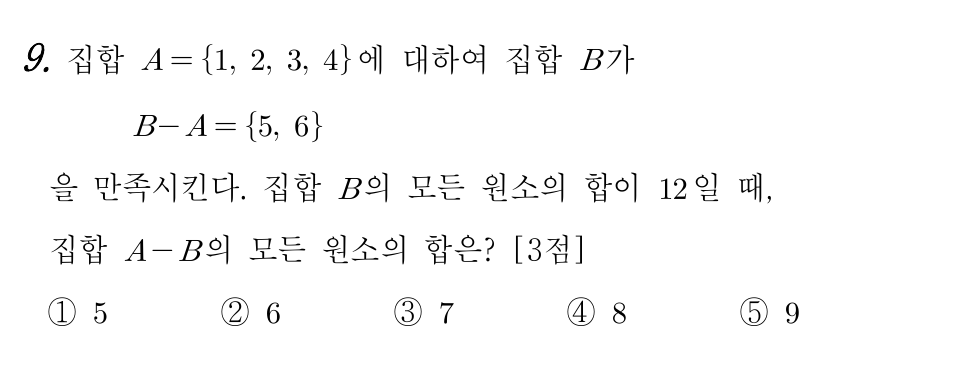 9. 집합 A={1, 2, 3, 4}에 대하여 집합 B가
B−A={5, 6}
을 만족시킨다. 집합 B의 모든 원소의 합이 12일 때,
집합 A−B의 모든 원소의 합은? [3점]
① 5 ② 6 ③ 7 ④ 8 ⑤ 9